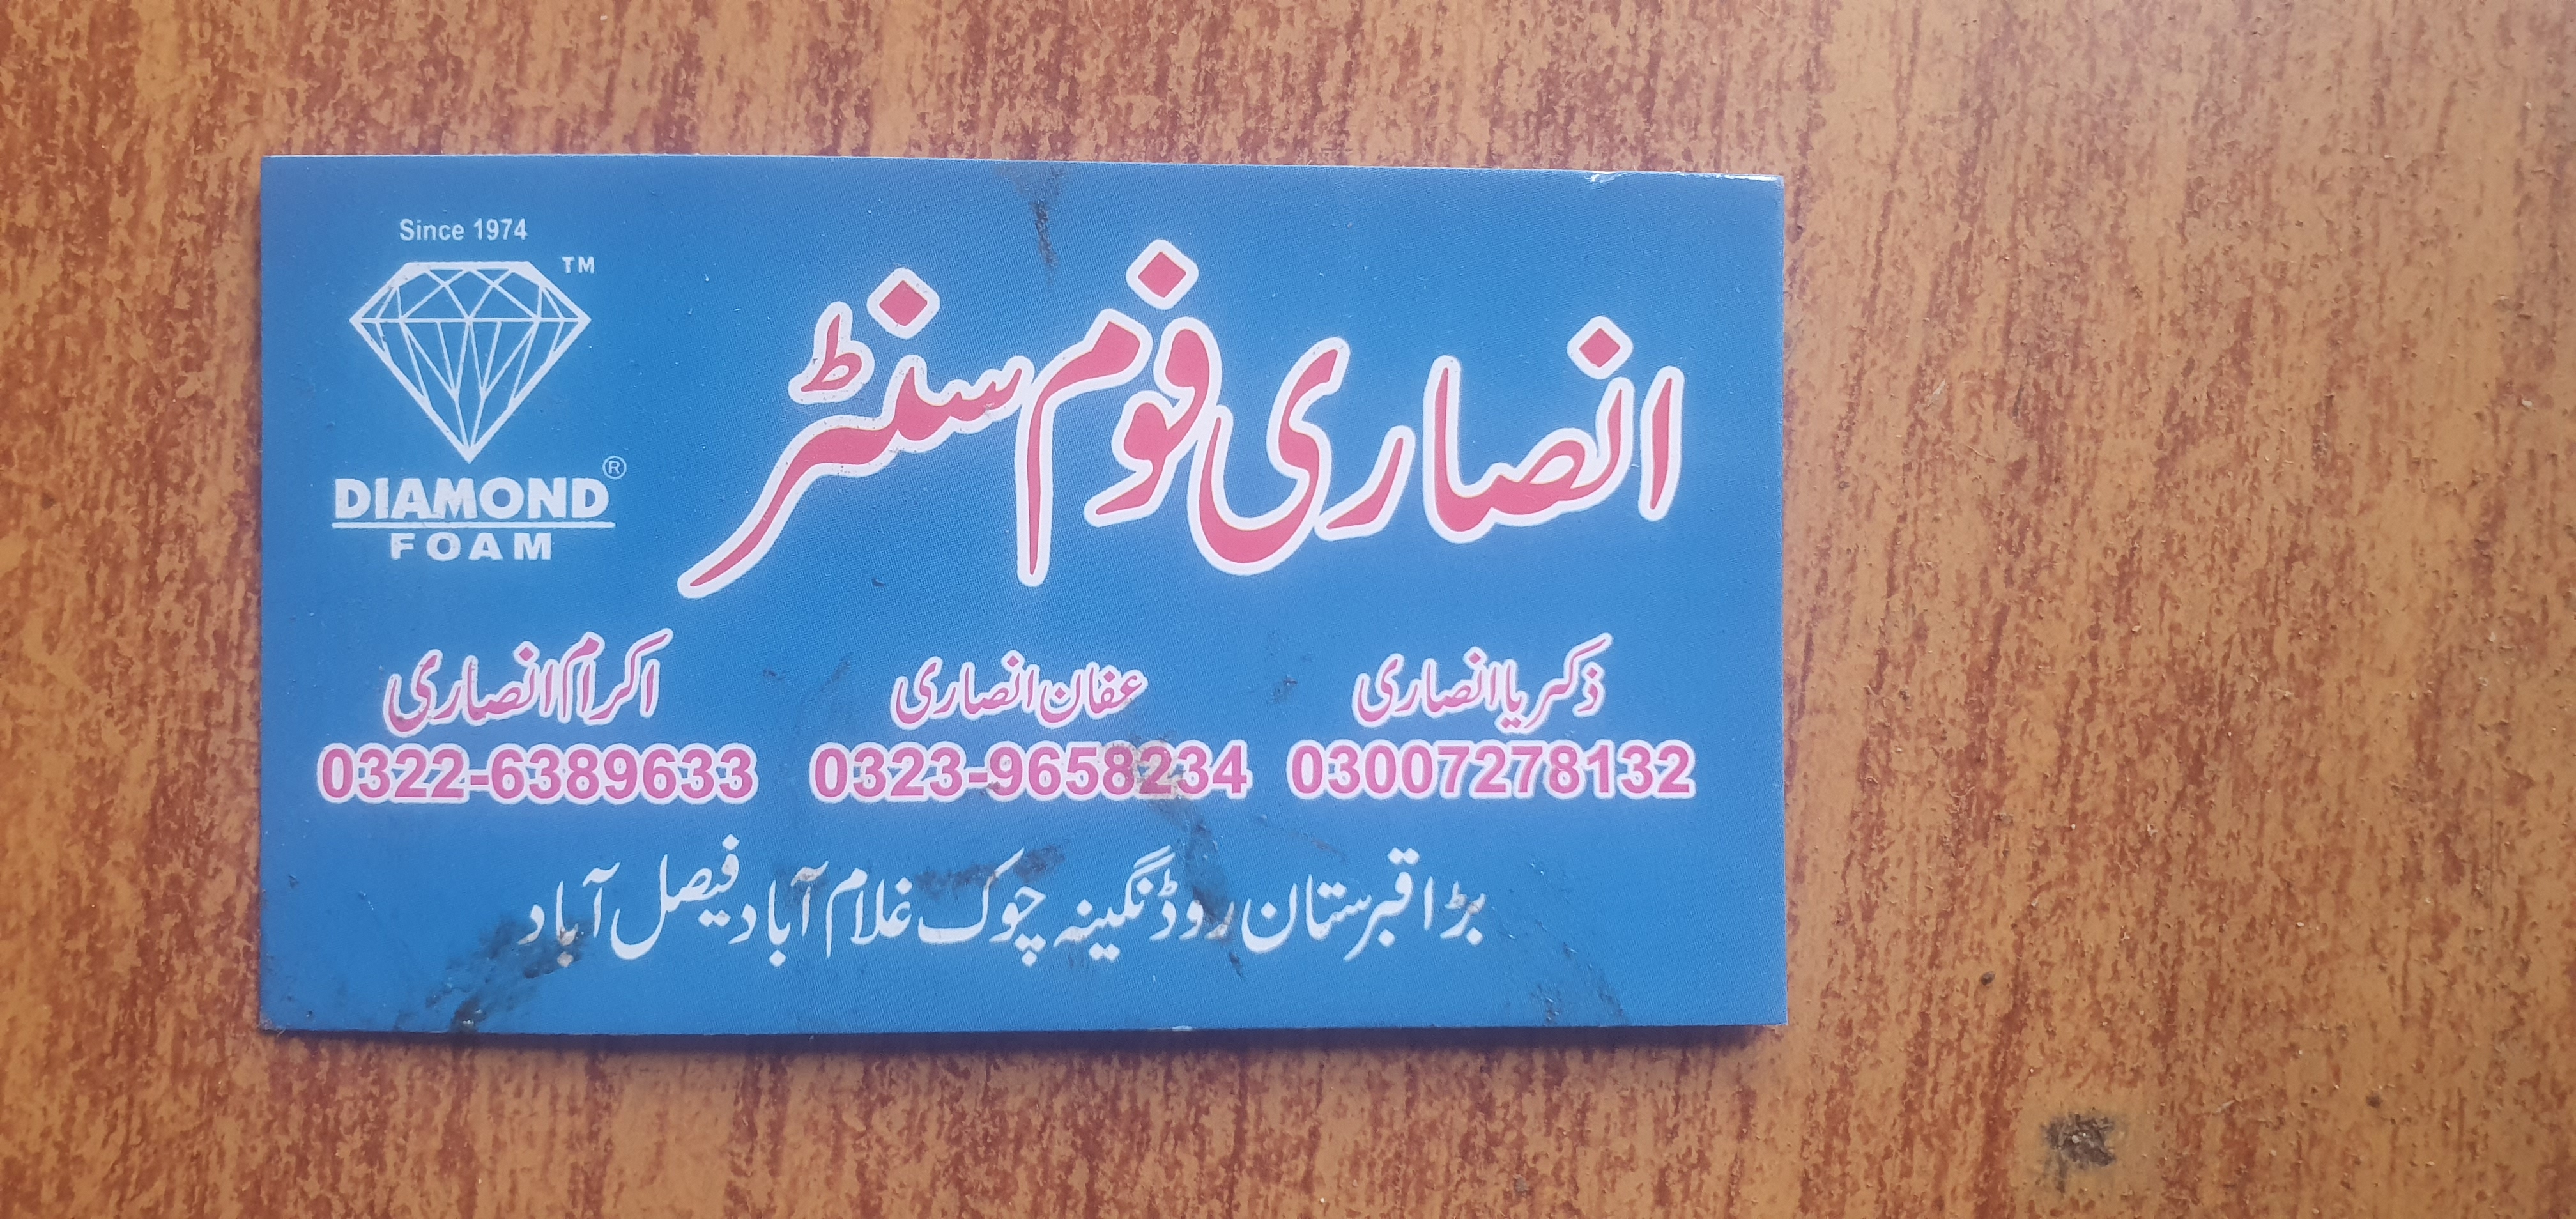 Since 1974
TM
DIAMOND ®
FOAM
انصاری فوم سنٹر
ذکریا انصاری عفان انصاری اکرام انصاری
03007278132 0323-9658234 0322-6389633
بڑا قبرستان روڈ نگینہ چوک غلام آباد فیصل آباد